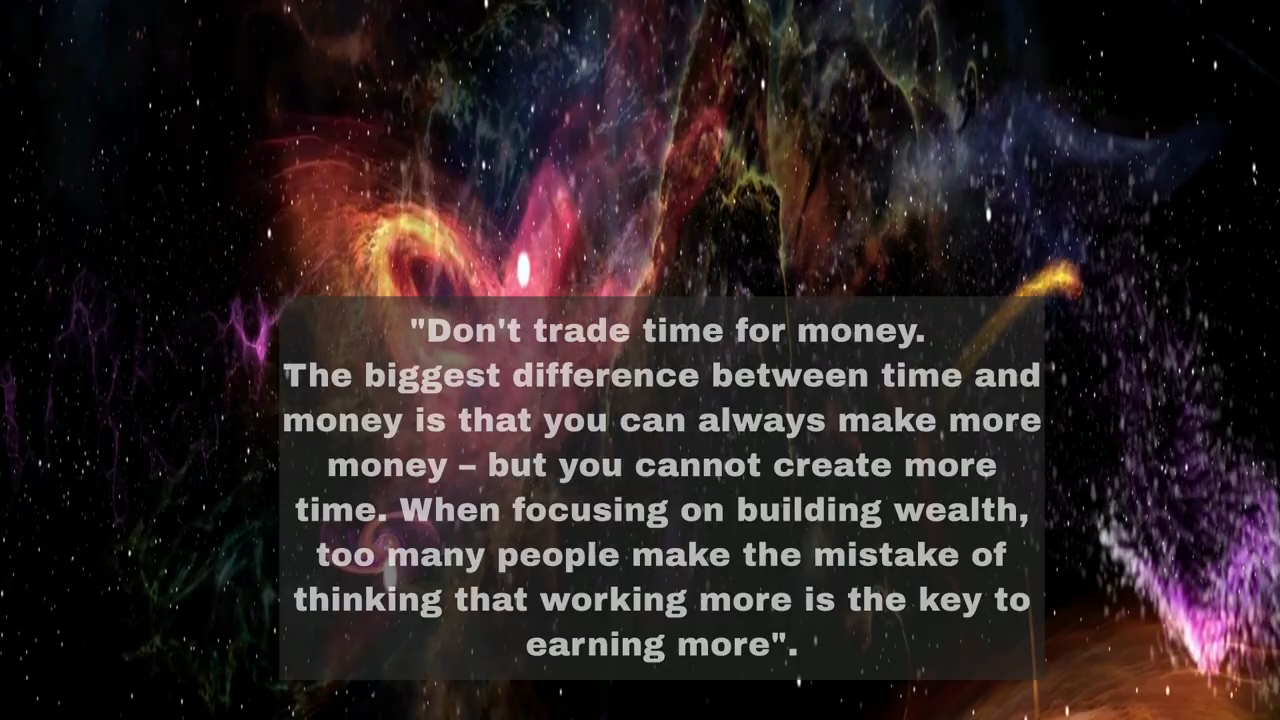 "Don't trade time for money.
The biggest difference between time and
money is that you can always make more
money – but you cannot create more
time. When focusing on building wealth,
too many people make the mistake of
thinking that working more is the key to
earning more".